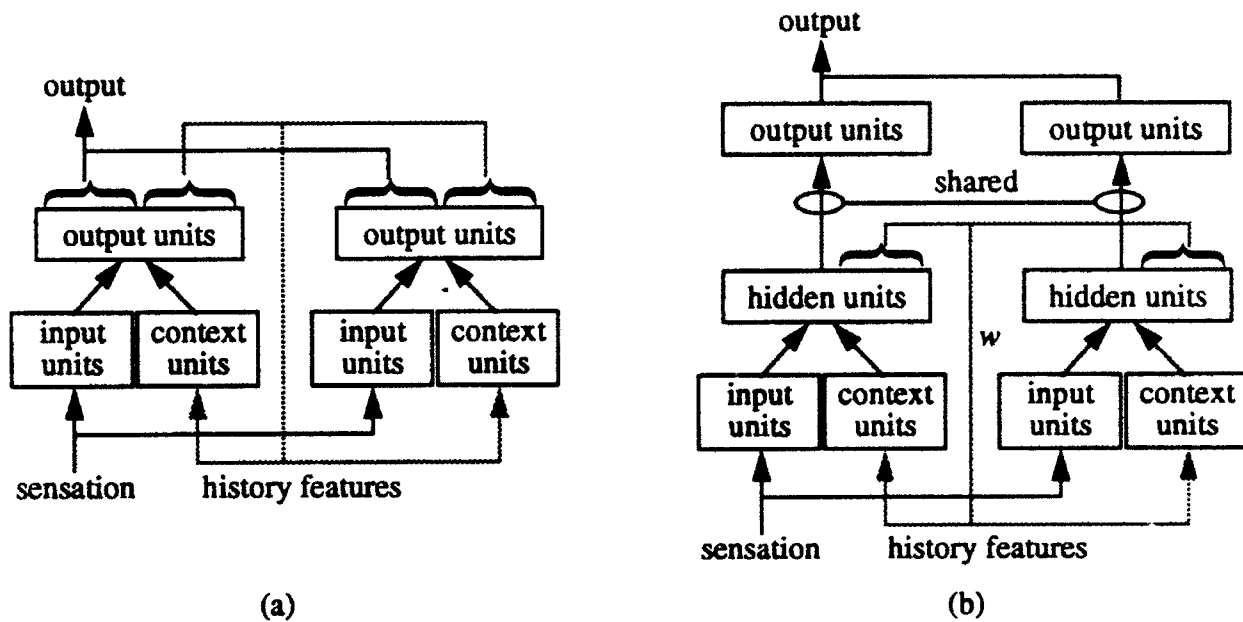 output
output units
output units
input units
context units
input units
context units
sensation
history features
(a)
output
output units
output units
shared
hidden units
hidden units
w
input units
context units
input units
context units
sensation
history features
(b)